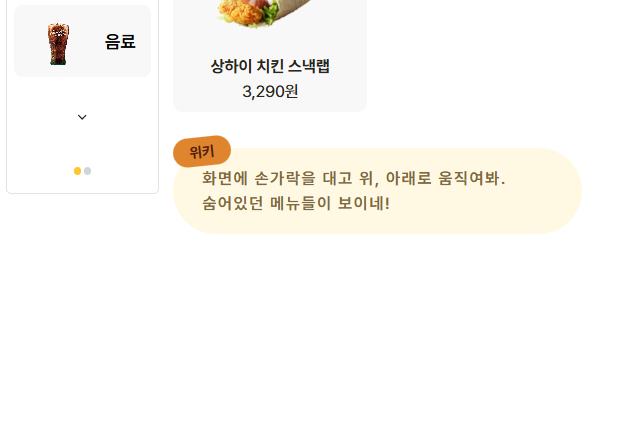 음료
상하이 치킨 스낵랩
3,290원
위키
화면에 손가락을 대고 위, 아래로 움직여봐.
숨어있던 메뉴들이 보이네!